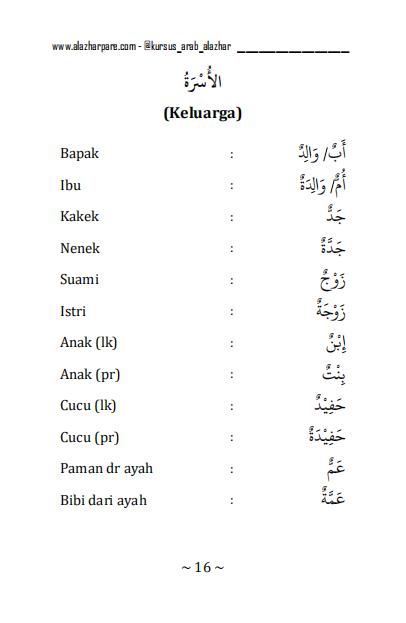 www.alazharpare.com - @kursus_arab_alazhar ___________________
الأُسْرَةُ
(Keluarga)
Bapak : أَبٌ/ وَالِدٌ
Ibu : أُمٌّ/ وَالِدَةٌ
Kakek : جَدٌّ
Nenek : جَدَّةٌ
Suami : زَوْجٌ
Istri : زَوْجَةٌ
Anak (lk) : إِبْنٌ
Anak (pr) : بِنْتٌ
Cucu (lk) : حَفِيْدٌ
Cucu (pr) : حَفِيْدَةٌ
Paman dr ayah : عَمٌّ
Bibi dari ayah : عَمَّةٌ
~ 16 ~